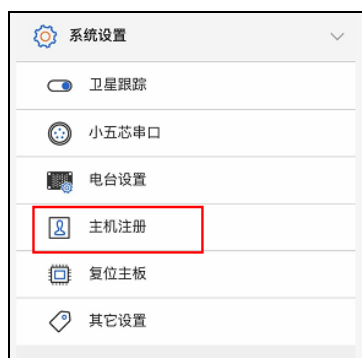 系统设置
卫星跟踪
小五芯串口
电台设置
主机注册
复位主板
其它设置